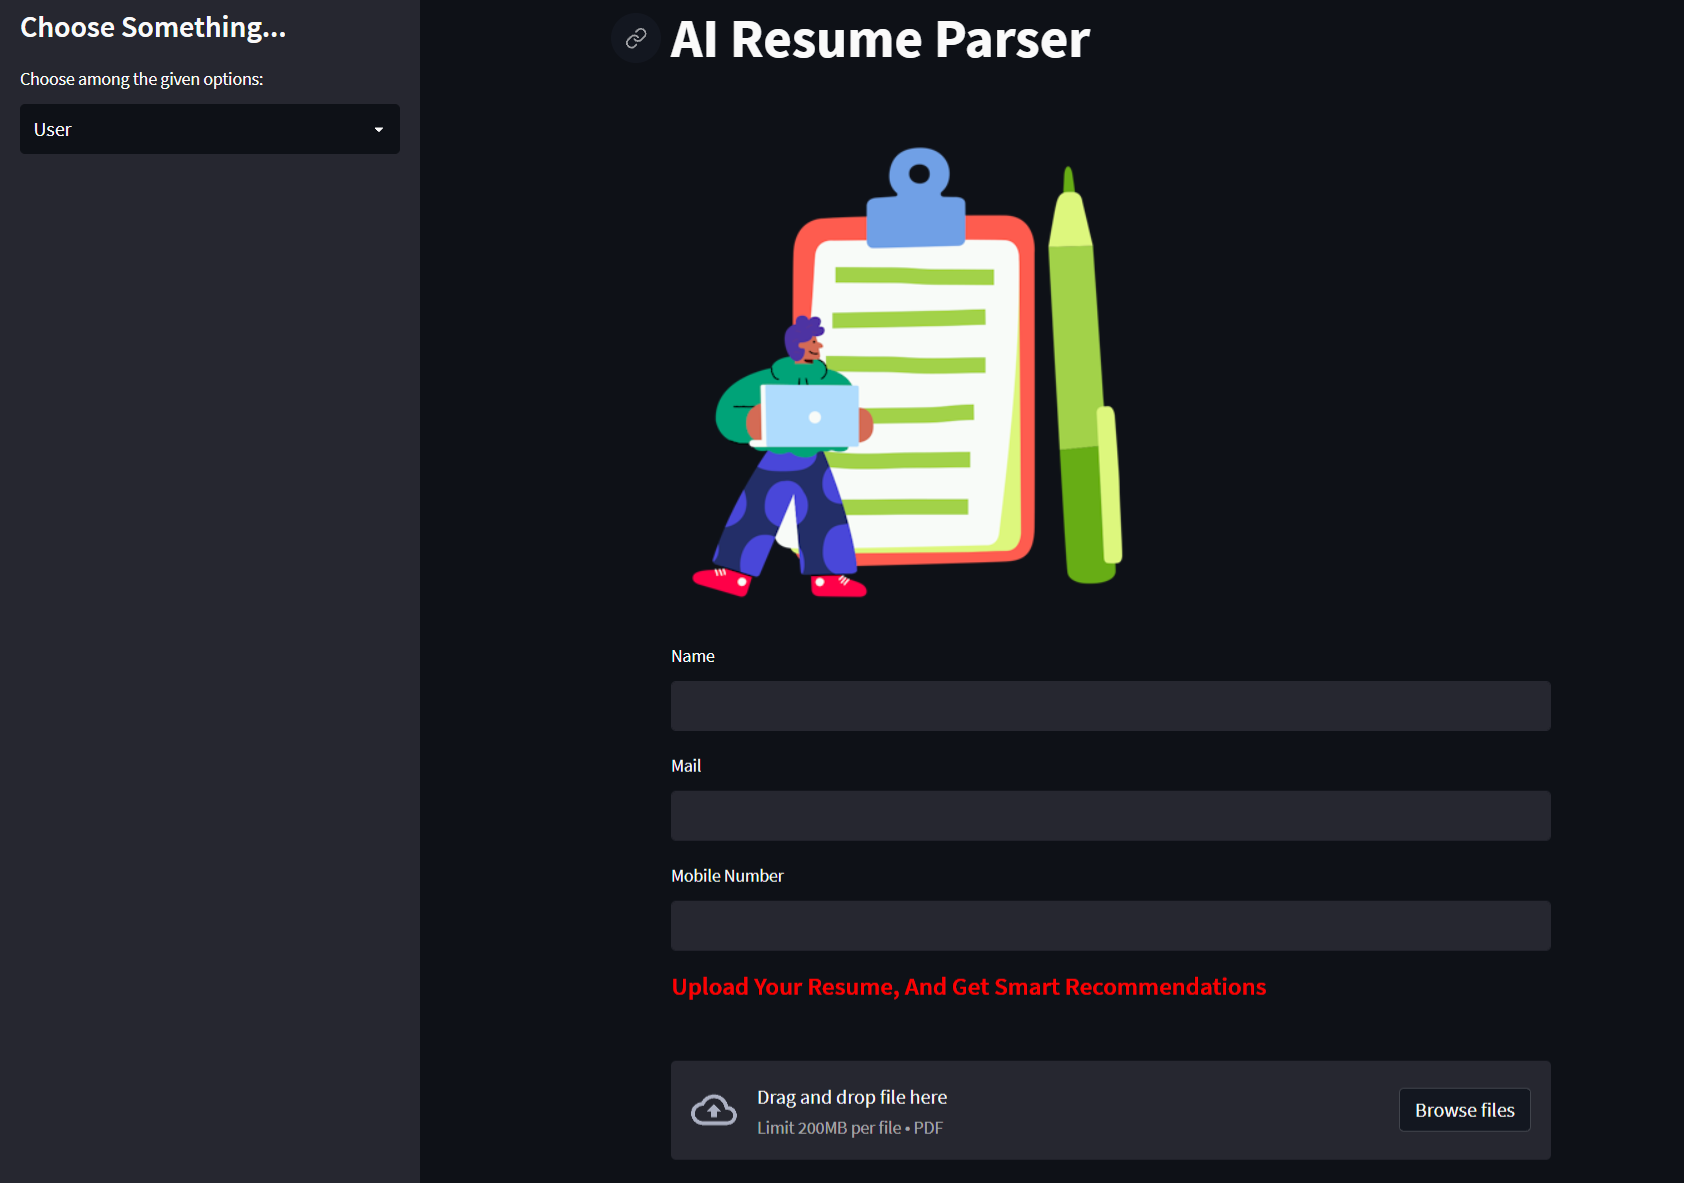 Choose Something...
Choose among the given options:
User
AI Resume Parser
Name
Mail
Mobile Number
Upload Your Resume, And Get Smart Recommendations
Drag and drop file here
Limit 200MB per file • PDF
Browse files